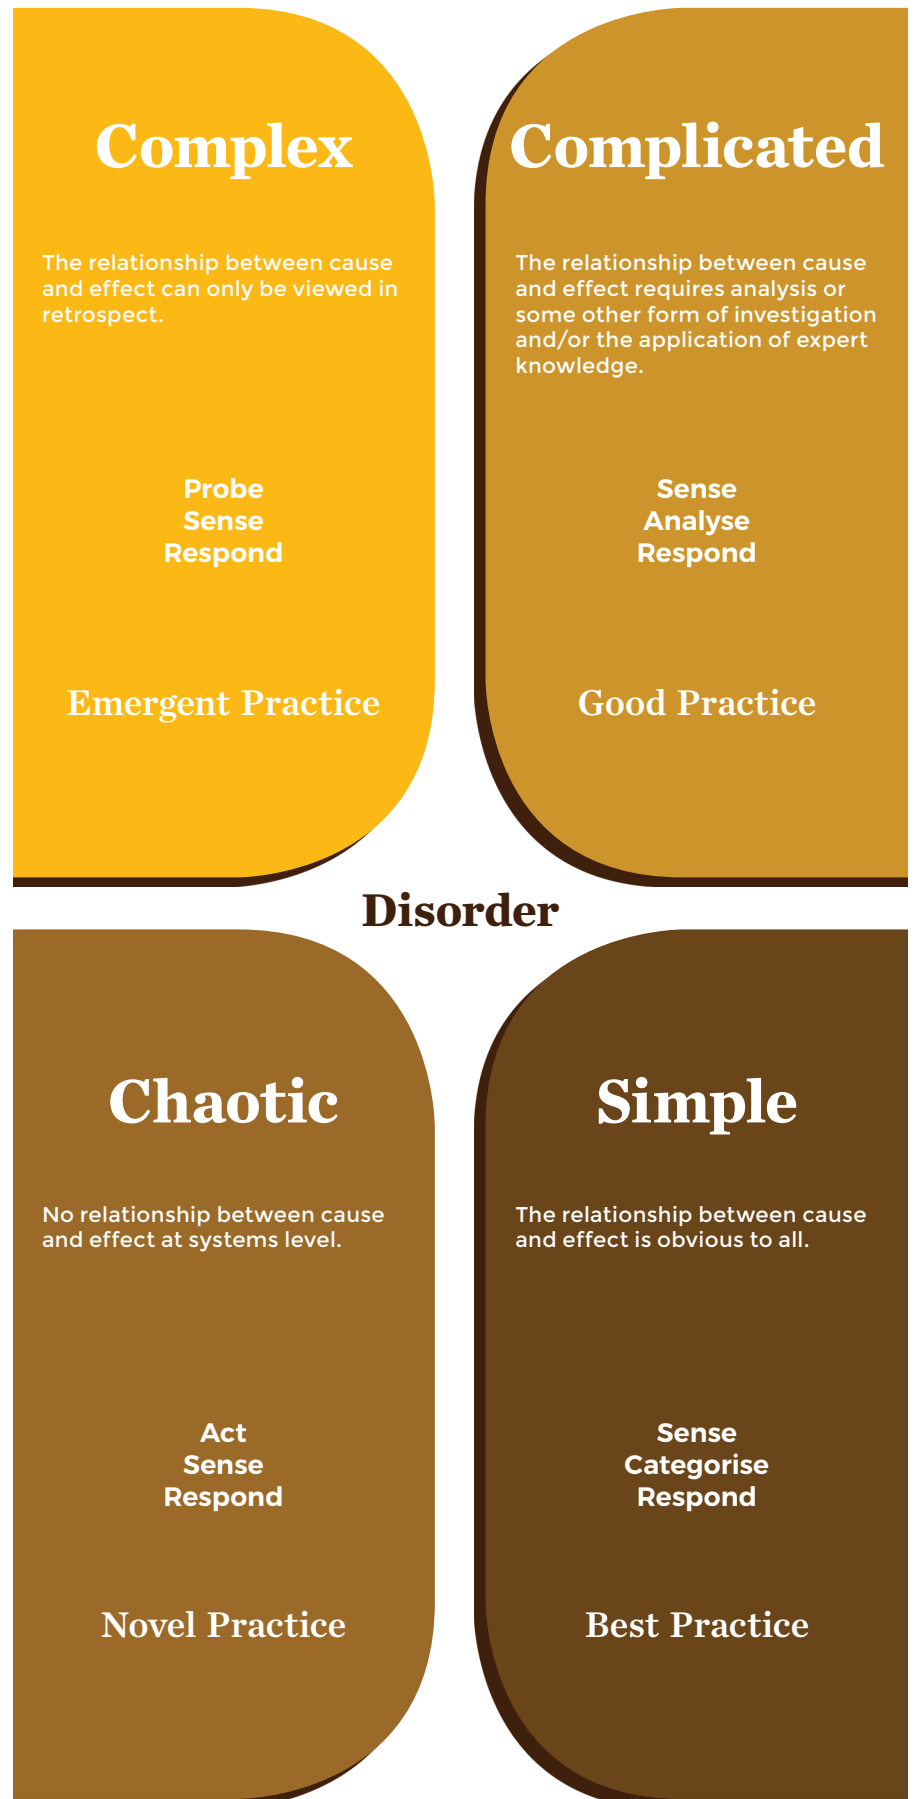 Complex
The relationship between cause
and effect can only be viewed in
retrospect.
Probe
Sense
Respond
Emergent Practice
Complicated
The relationship between cause
and effect requires analysis or
some other form of investigation
and/or the application of expert
knowledge.
Sense
Analyse
Respond
Good Practice
Disorder
Chaotic
No relationship between cause
and effect at systems level.
Act
Sense
Respond
Novel Practice
Simple
The relationship between cause
and effect is obvious to all.
Sense
Categorise
Respond
Best Practice